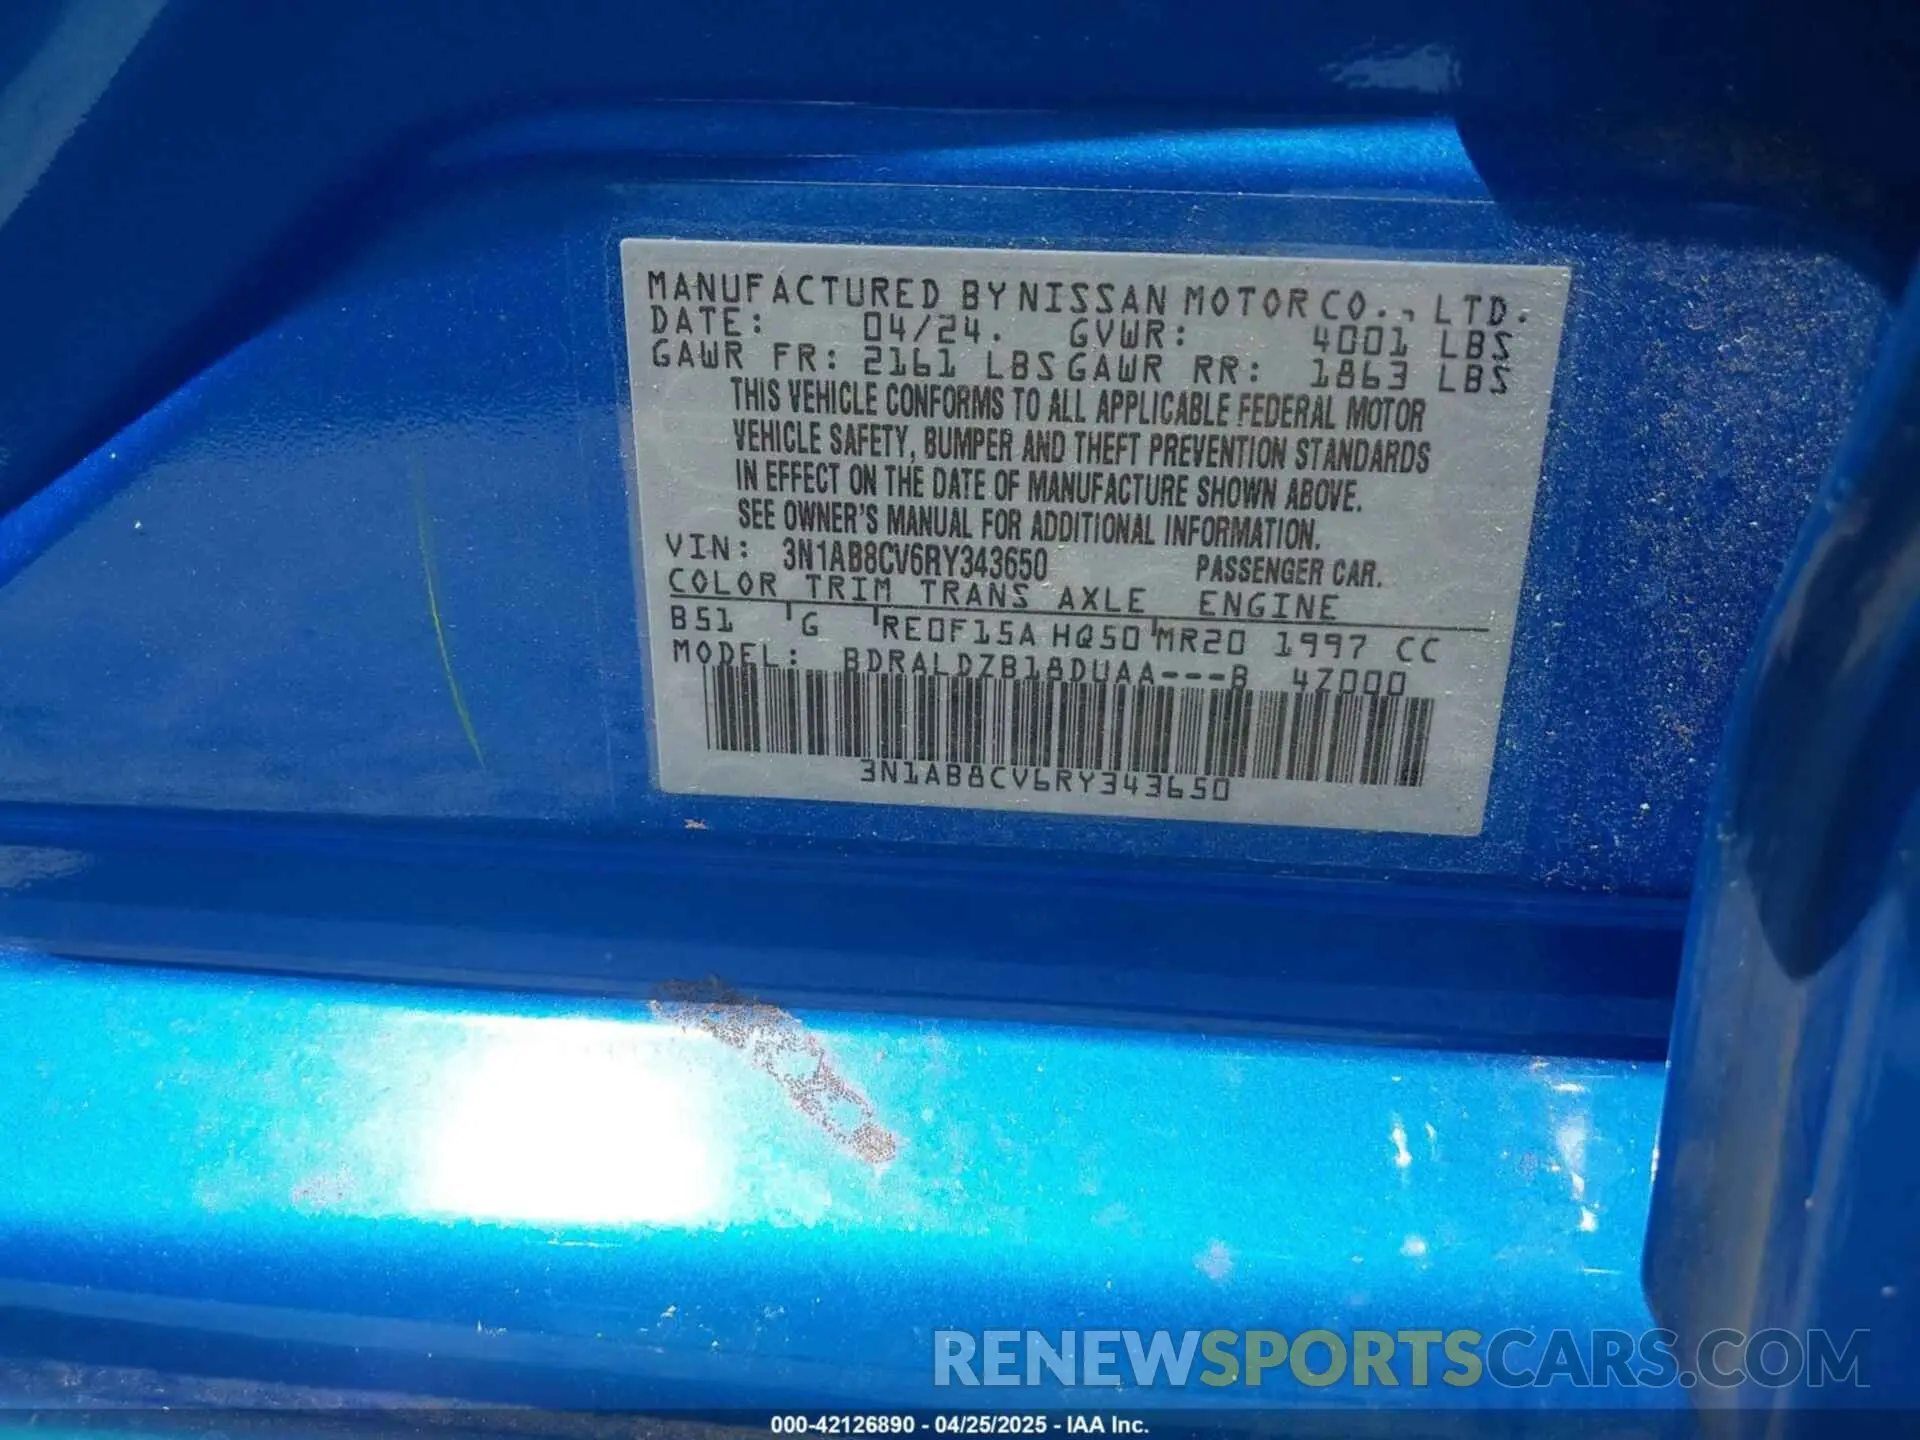 MANUFACTURED BY NISSAN MOTOR CO., LTD.
DATE: 04/24. GVWR: 4001 LBS
GAWR FR: 2161 LBS GAWR RR: 1863 LBS
THIS VEHICLE CONFORMS TO ALL APPLICABLE FEDERAL MOTOR
VEHICLE SAFETY, BUMPER AND THEFT PREVENTION STANDARDS
IN EFFECT ON THE DATE OF MANUFACTURE SHOWN ABOVE.
SEE OWNER'S MANUAL FOR ADDITIONAL INFORMATION.
VIN: 3N1AB8CV6RY343650 PASSENGER CAR.
COLOR TRIM TRANS AXLE ENGINE
B51 G RE0F15A HQ50 MR20 1997 CC
MODEL: BDRALDZB18DUAA---B 4Z000
3N1AB8CV6RY343650
RENEWSPORTSCARS.COM
000-42126890 - 04/25/2025 - IAA Inc.